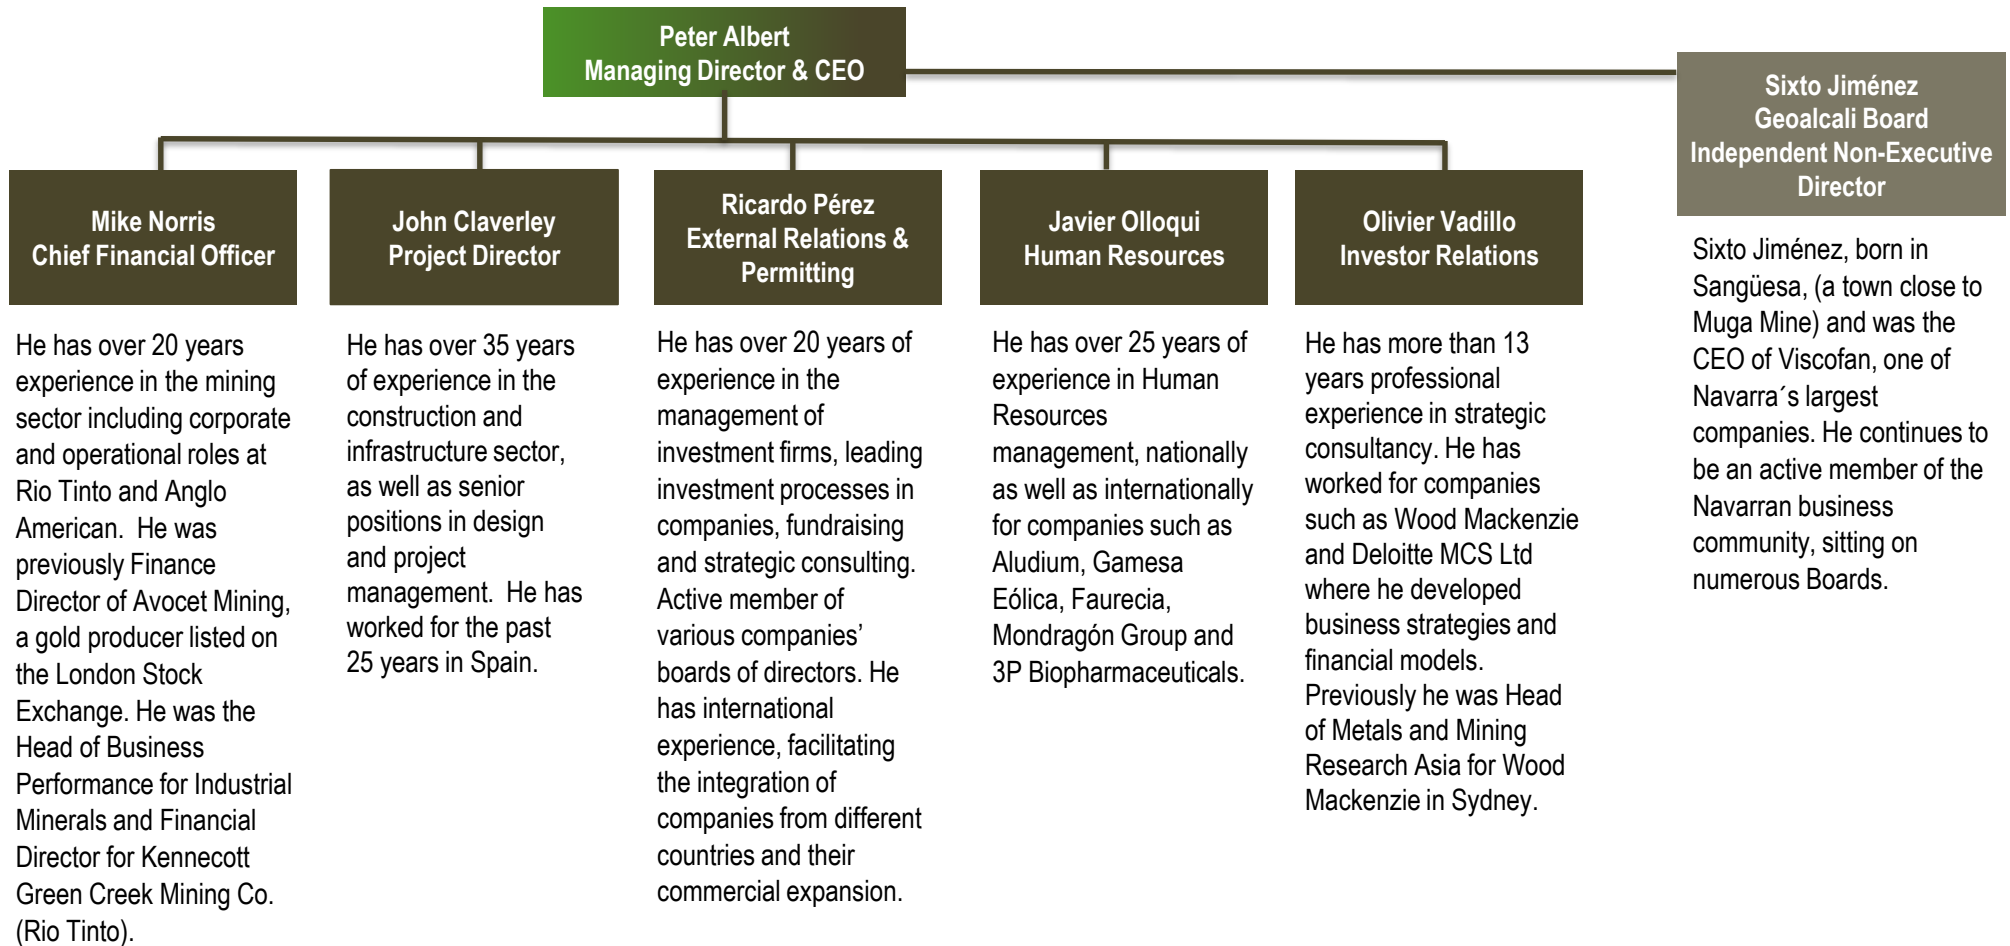 Peter Albert
Managing Director & CEO
Sixto Jiménez
Geoalcali Board
Independent Non-Executive
Director
Mike Norris
Chief Financial Officer
John Claverley
Project Director
Ricardo Pérez
External Relations &
Permitting
Javier Olloqui
Human Resources
Olivier Vadillo
Investor Relations
He has over 20 years
experience in the mining
sector including corporate
and operational roles at
Rio Tinto and Anglo
American.  He was
previously Finance
Director of Avocet Mining,
a gold producer listed on
the London Stock
Exchange. He was the
Head of Business
Performance for Industrial
Minerals and Financial
Director for Kennecott
Green Creek Mining Co.
(Rio Tinto).
He has over 35 years
of experience in the
construction and
infrastructure sector,
as well as senior
positions in design
and project
management.  He has
worked for the past
25 years in Spain.
He has over 20 years of
experience in the
management of
investment firms, leading
investment processes in
companies, fundraising
and strategic consulting.
Active member of
various companies’
boards of directors. He
has international
experience, facilitating
the integration of
companies from different
countries and their
commercial expansion.
He has over 25 years of
experience in Human
Resources
management, nationally
as well as internationally
for companies such as
Aludium, Gamesa
Eólica, Faurecia,
Mondragón Group and
3P Biopharmaceuticals.
He has more than 13
years professional
experience in strategic
consultancy. He has
worked for companies
such as Wood Mackenzie
and Deloitte MCS Ltd
where he developed
business strategies and
financial models.
Previously he was Head
of Metals and Mining
Research Asia for Wood
Mackenzie in Sydney.
Sixto Jiménez, born in
Sangüesa, (a town close to
Muga Mine) and was the
CEO of Viscofan, one of
Navarra´s largest
companies. He continues to
be an active member of the
Navarran business
community, sitting on
numerous Boards.